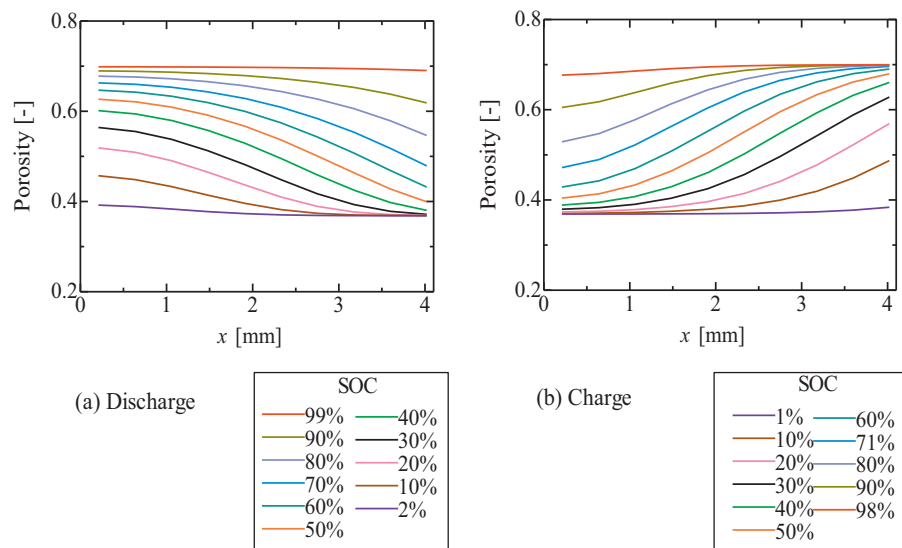 0.8
0.6
0.4
0.2
Porosity [-]
0 1 2 3 4
x [mm]
(a) Discharge
SOC
99% 40%
90% 30%
80% 20%
70% 10%
60% 2%
50%
0.8
0.6
0.4
0.2
Porosity [-]
0 1 2 3 4
x [mm]
(b) Charge
SOC
1% 60%
10% 71%
20% 80%
30% 90%
40% 98%
50%